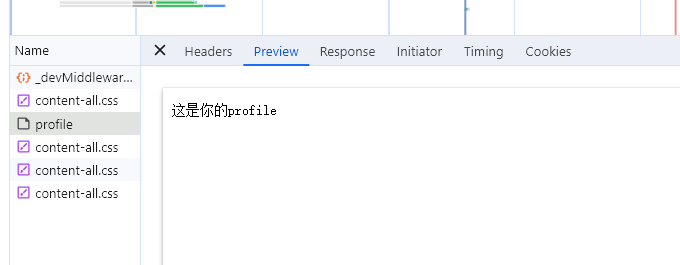 Name
Headers
Preview
Response
Initiator
Timing
Cookies
_devMiddlewar...
content-all.css
profile
content-all.css
content-all.css
content-all.css
这是你的profile